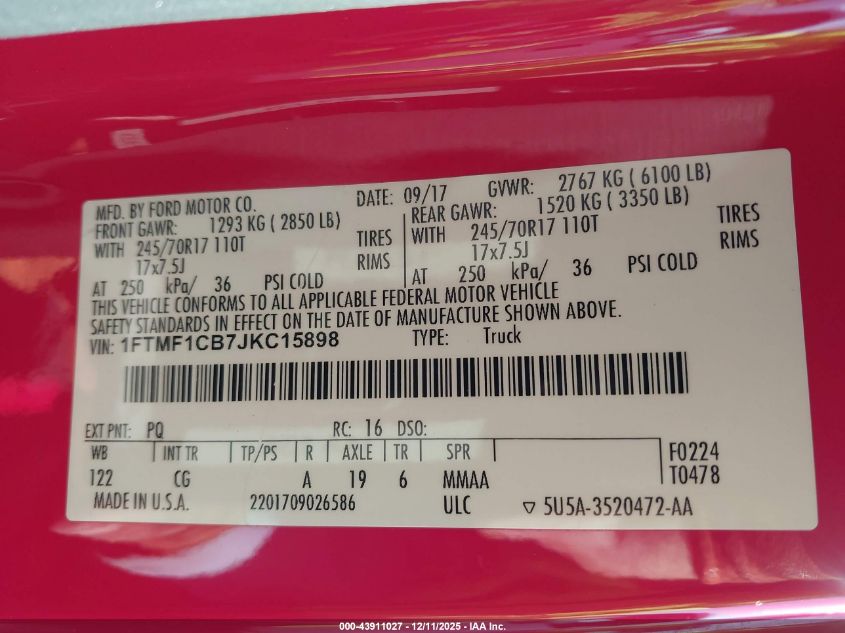 MFD. BY FORD MOTOR CO. DATE: 09/17 GVWR: 2767 KG ( 6100 LB)
FRONT GAWR: 1293 KG ( 2850 LB) REAR GAWR: 1520 KG ( 3350 LB)
WITH 245/70R17 110T TIRES WITH 245/70R17 110T TIRES
17x7.5J RIMS 17x7.5J RIMS
AT 250 kPa/ 36 PSI COLD AT 250 kPa/ 36 PSI COLD
THIS VEHICLE CONFORMS TO ALL APPLICABLE FEDERAL MOTOR VEHICLE
SAFETY STANDARDS IN EFFECT ON THE DATE OF MANUFACTURE SHOWN ABOVE.
VIN: 1FTMF1CB7JKC15898 TYPE: Truck
EXT PNT: PQ RC: 16 DSO:
WB INT TR TP/PS R AXLE TR SPR F0224
122 CG A 19 6 MMAA T0478
MADE IN U.S.A. 2201709026586 ULC ▽ 5U5A-3520472-AA
000-43911027 - 12/11/2025 - IAA Inc.